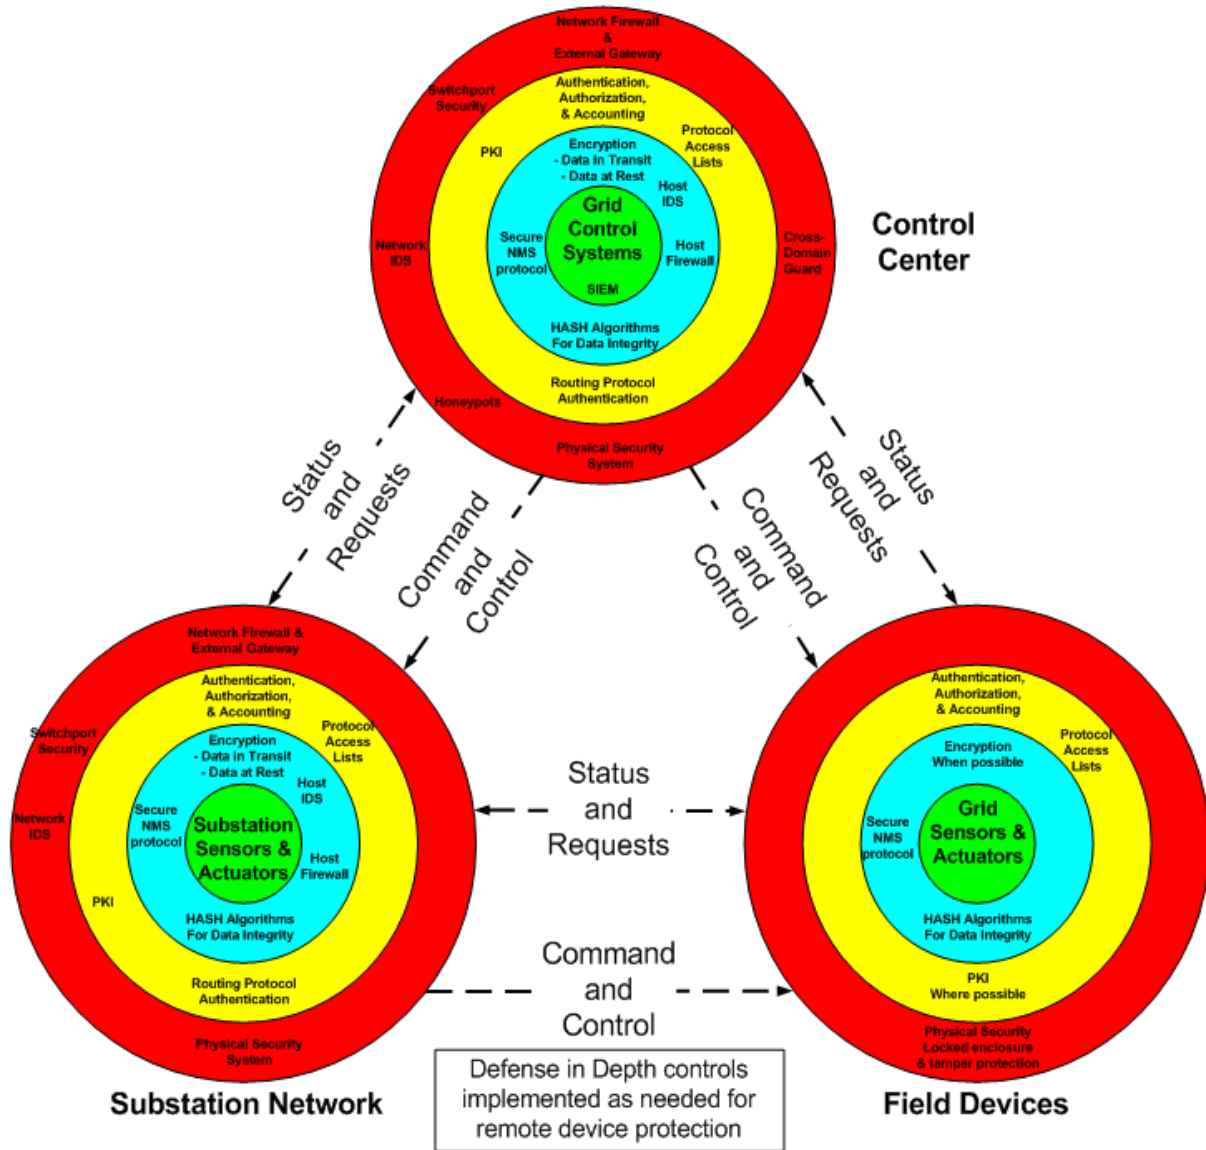 Network Firewall
&
External Gateway
Switchport
Security
Authentication,
Authorization,
& Accounting
PKI
Protocol
Access
Lists
Encryption
- Data in Transit
- Data at Rest
Host
IDS
Grid
Control
Systems
SIEM
Secure
NMS
protocol
Host
Firewall
Network
IDS
Cross-
Domain
Guard
HASH Algorithms
For Data Integrity
Routing Protocol
Authentication
Honeypots
Physical Security
System
Control
Center
Status
and
Requests
Command
and
Control
Command
and
Control
Status
and
Requests
Network Firewall &
External Gateway
Authentication,
Authorization,
& Accounting
Switchport
Security
Protocol
Access
Lists
Encryption
- Data in Transit
- Data at Rest
Host
IDS
Network
IDS
Secure
NMS
protocol
Substation
Sensors &
Actuators
Host
Firewall
PKI
HASH Algorithms
For Data Integrity
Routing Protocol
Authentication
Physical Security
System
Substation Network
Status
and
Requests
Command
and
Control
Defense in Depth controls
implemented as needed for
remote device protection
Authentication,
Authorization,
& Accounting
Protocol
Access
Lists
Encryption
When possible
Secure
NMS
protocol
Grid
Sensors &
Actuators
HASH Algorithms
For Data Integrity
PKI
Where possible
Physical Security
Locked enclosure
& tamper protection
Field Devices